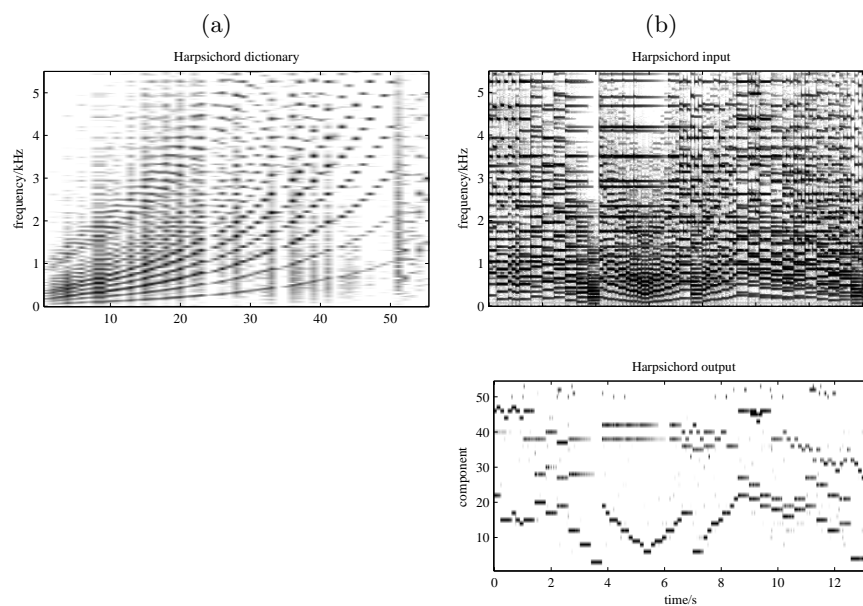 (a)
(b)
Harpsichord dictionary
Harpsichord input
5
4
3
2
1
0
frequency/kHz
10 20 30 40 50
5
4
3
2
1
0
frequency/kHz
Harpsichord output
50
40
30
20
10
component
0 2 4 6 8 10 12
time/s